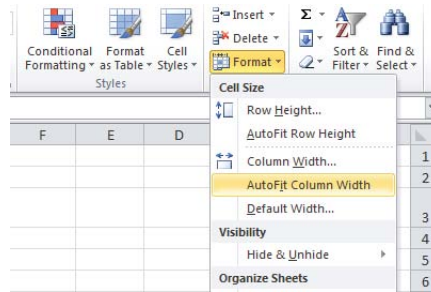 Insert
Σ
Delete
Conditional Formatting
Format as Table
Cell Styles
Format
Sort & Filter
Find & Select
Styles
Cell Size
Row Height...
AutoFit Row Height
Column Width...
AutoFit Column Width
Default Width...
Visibility
Hide & Unhide
Organize Sheets
F E D
1
2
3
4
5
6